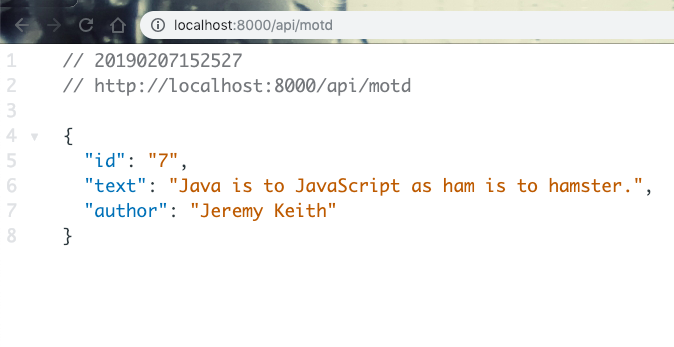 localhost:8000/api/motd
1 // 20190207152527
2 // http://localhost:8000/api/motd
3
4 {
5 "id": "7",
6 "text": "Java is to JavaScript as ham is to hamster.",
7 "author": "Jeremy Keith"
8 }